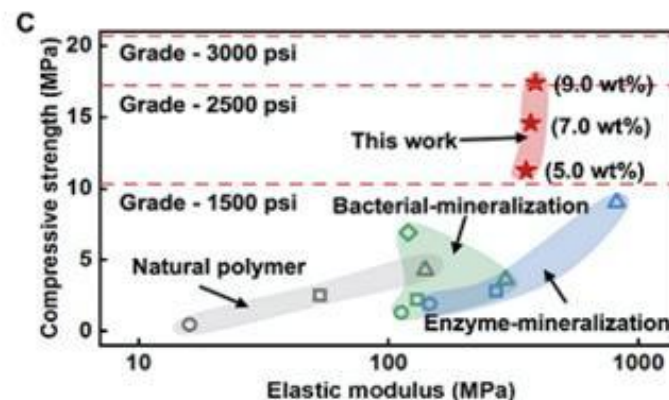 C
Compressive strength (MPa)
20
15
10
5
0
Grade - 3000 psi
Grade - 2500 psi
Grade - 1500 psi
(9.0 wt%)
(7.0 wt%)
(5.0 wt%)
This work
Bacterial-mineralization
Natural polymer
Enzyme-mineralization
10
100
1000
Elastic modulus (MPa)